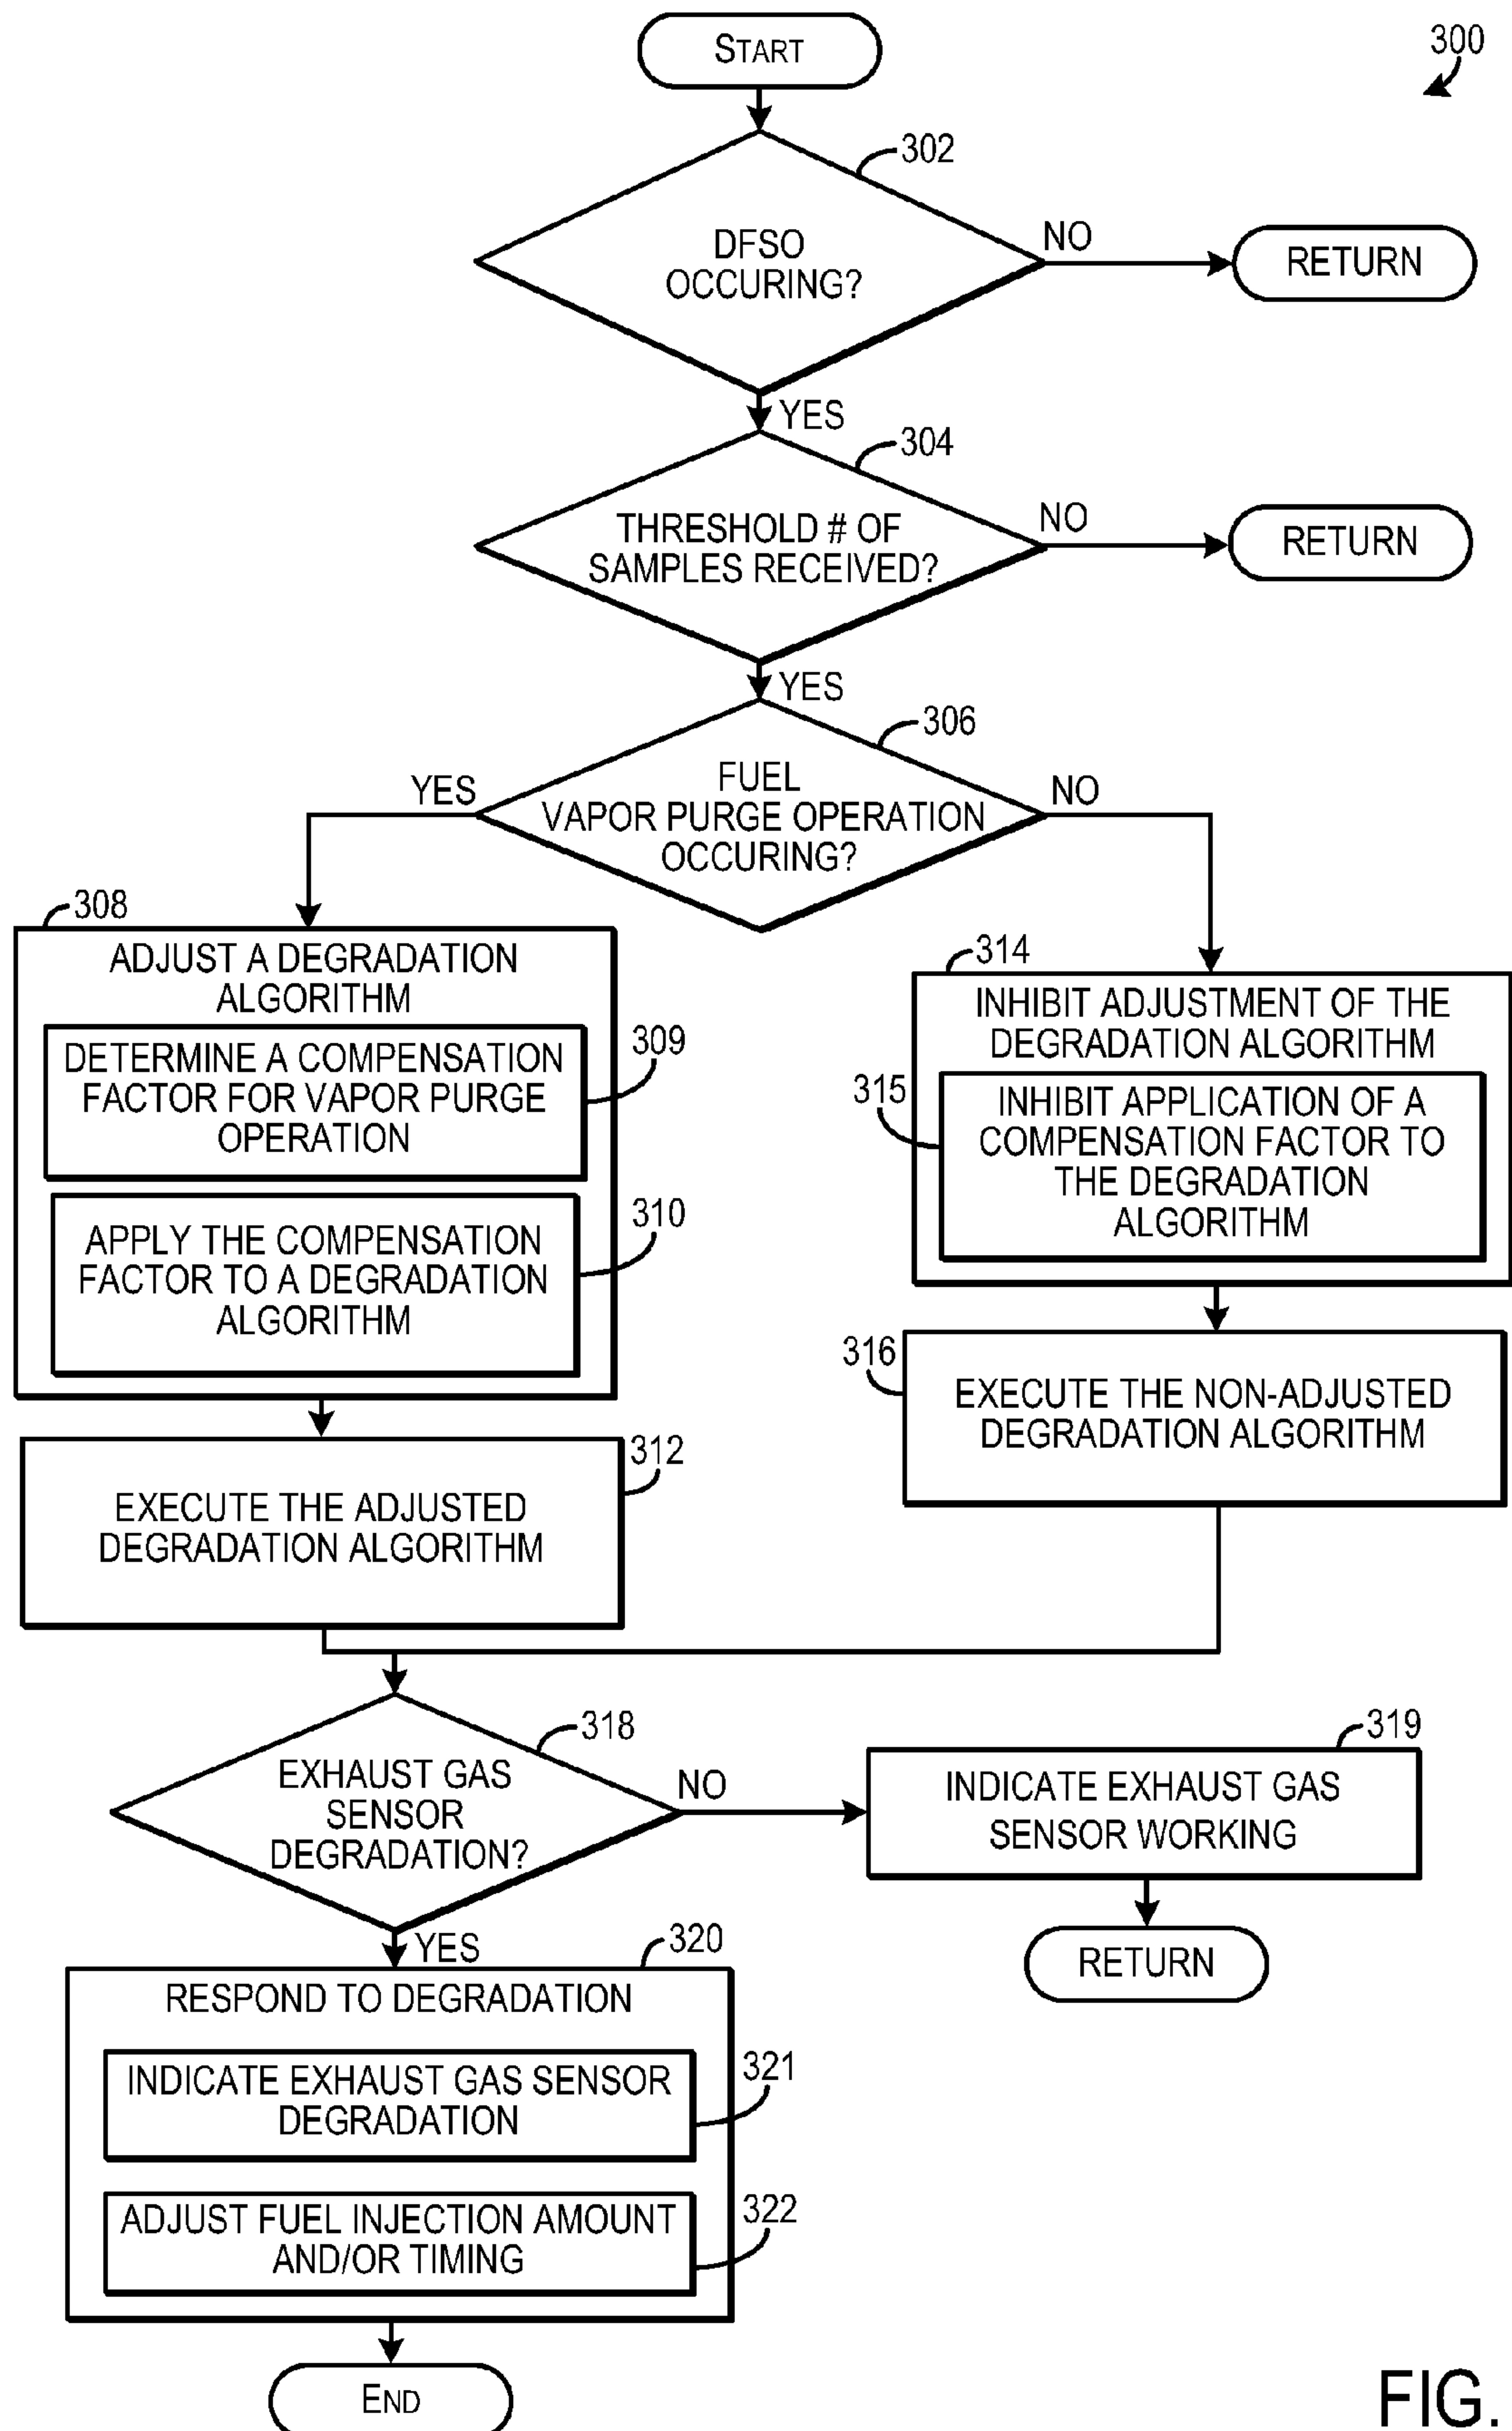 START
300
302
DFSO
OCCURING?
NO
RETURN
YES
304
THRESHOLD # OF
SAMPLES RECEIVED?
NO
RETURN
YES
306
FUEL
VAPOR PURGE OPERATION
OCCURING?
YES
NO
308
ADJUST A DEGRADATION
ALGORITHM
309
DETERMINE A COMPENSATION
FACTOR FOR VAPOR PURGE
OPERATION
310
APPLY THE COMPENSATION
FACTOR TO A DEGRADATION
ALGORITHM
312
EXECUTE THE ADJUSTED
DEGRADATION ALGORITHM
314
INHIBIT ADJUSTMENT OF THE
DEGRADATION ALGORITHM
315
INHIBIT APPLICATION OF A
COMPENSATION FACTOR TO
THE DEGRADATION
ALGORITHM
316
EXECUTE THE NON-ADJUSTED
DEGRADATION ALGORITHM
318
EXHAUST GAS
SENSOR
DEGRADATION?
NO
319
INDICATE EXHAUST GAS
SENSOR WORKING
RETURN
YES
320
RESPOND TO DEGRADATION
321
INDICATE EXHAUST GAS SENSOR
DEGRADATION
322
ADJUST FUEL INJECTION AMOUNT
AND/OR TIMING
END
FIG.